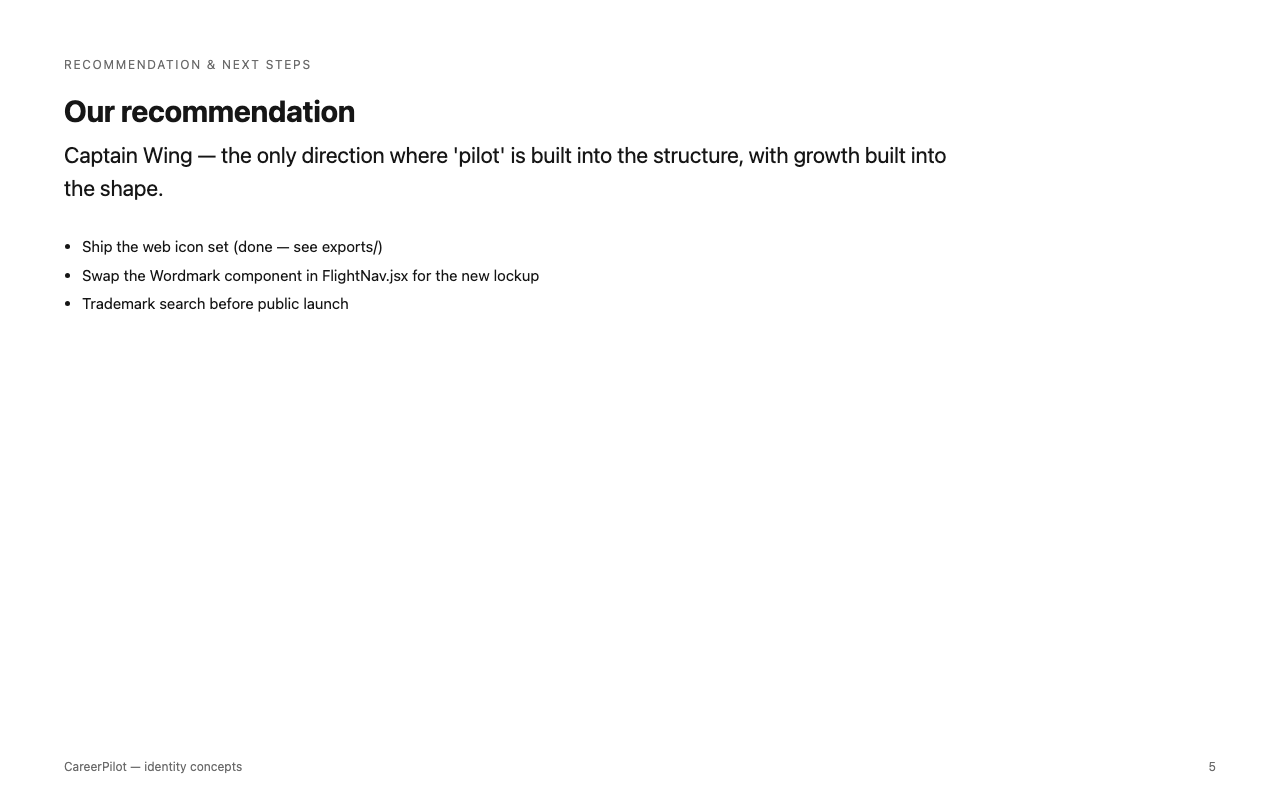 RECOMMENDATION & NEXT STEPS
Our recommendation
Captain Wing — the only direction where 'pilot' is built into the structure, with growth built into
the shape.
• Ship the web icon set (done — see exports/)
• Swap the Wordmark component in FlightNav.jsx for the new lockup
• Trademark search before public launch
CareerPilot — identity concepts
5